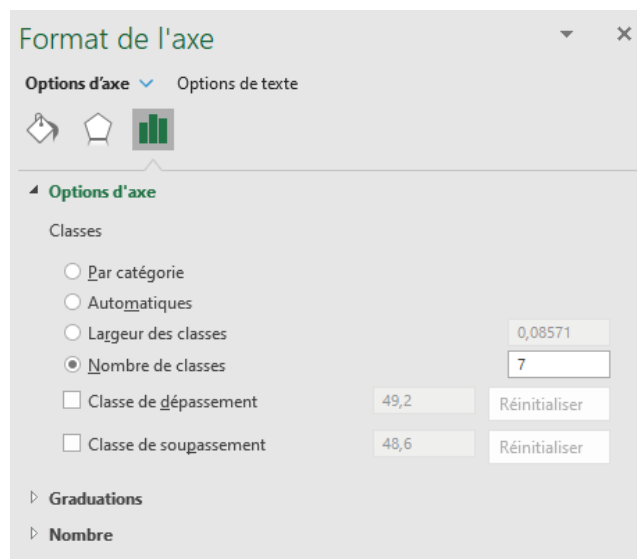 Format de l'axe
Options d'axe Options de texte
Options d'axe
Classes
Par catégorie
Automatiques
Largeur des classes 0,08571
Nombre de classes 7
Classe de dépassement 49,2 Réinitialiser
Classe de soupassement 48,6 Réinitialiser
Graduations
Nombre